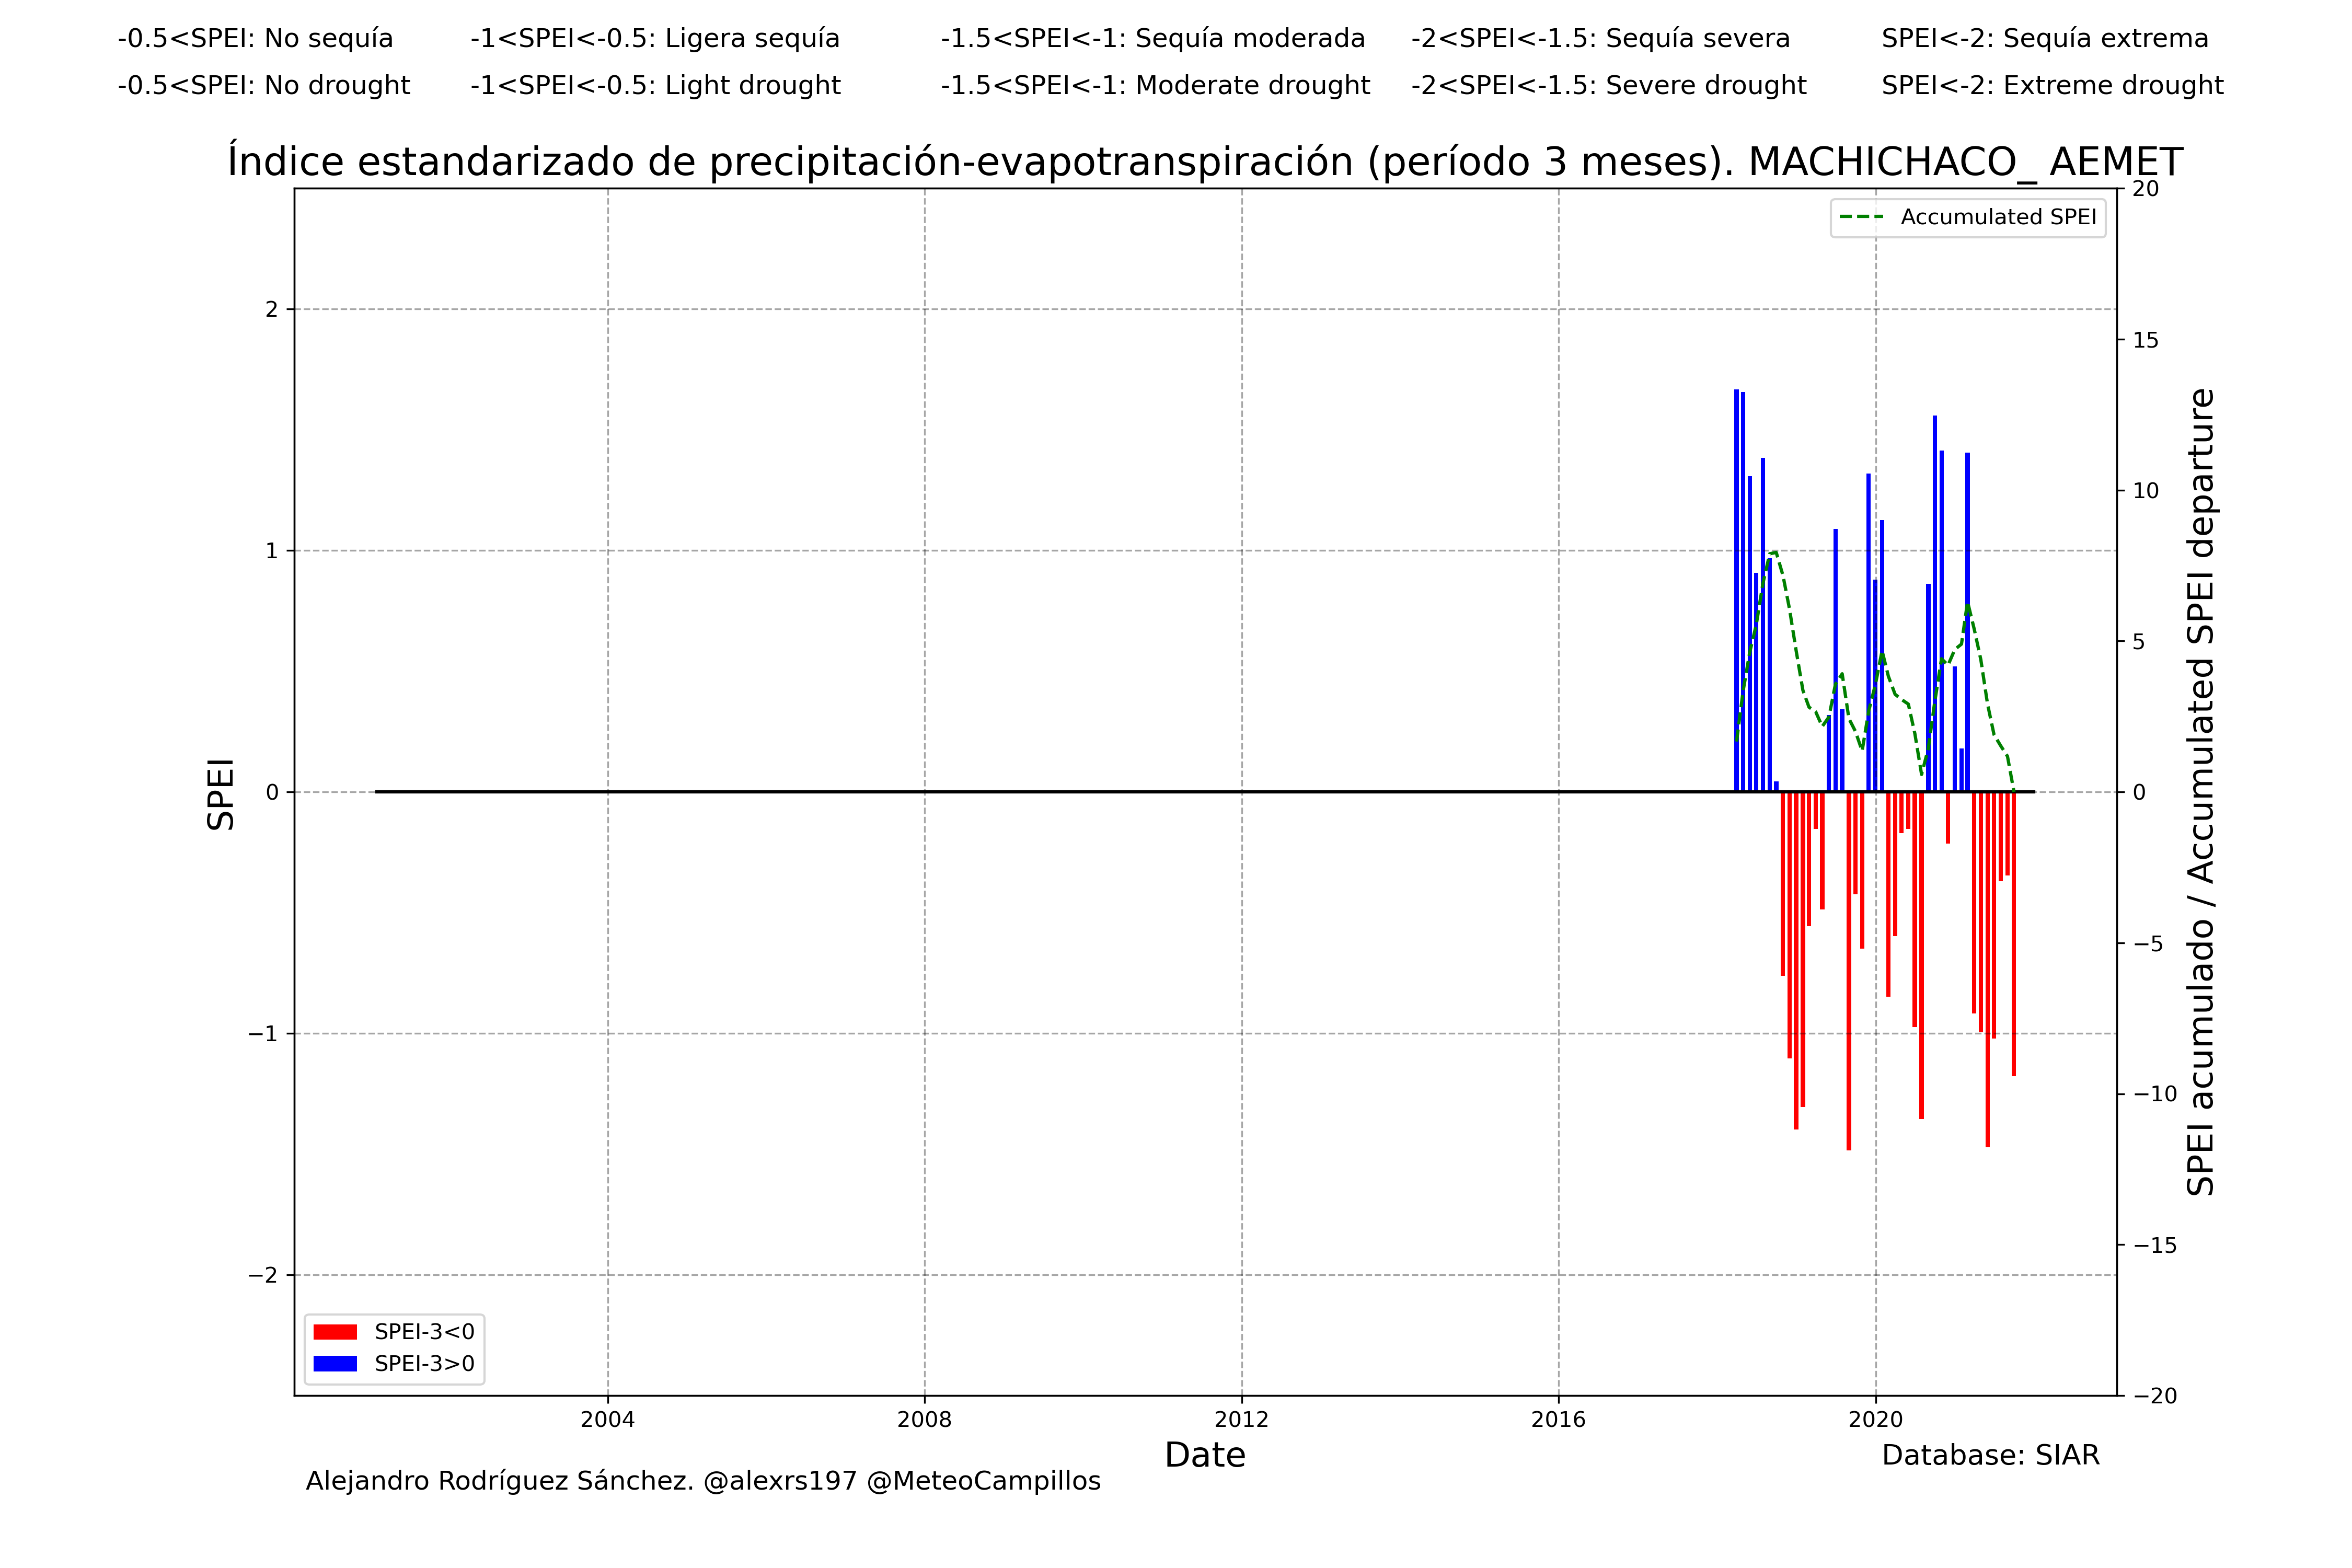 -0.5<SPEI: No sequía -1<SPEI<-0.5: Ligera sequía -1.5<SPEI<-1: Sequía moderada -2<SPEI<-1.5: Sequía severa SPEI<-2: Sequía extrema
-0.5<SPEI: No drought -1<SPEI<-0.5: Light drought -1.5<SPEI<-1: Moderate drought -2<SPEI<-1.5: Severe drought SPEI<-2: Extreme drought
Índice estandarizado de precipitación-evapotranspiración (período 3 meses). MACHICHACO_ AEMET
Accumulated SPEI
SPEI
2
1
0
−1
−2
20
15
10
5
0
−5
−10
−15
−20
SPEI acumulado / Accumulated SPEI departure
SPEI-3<0
SPEI-3>0
2004 2008 2012 2016 2020
Date
Database: SIAR
Alejandro Rodríguez Sánchez. @alexrs197 @MeteoCampillos